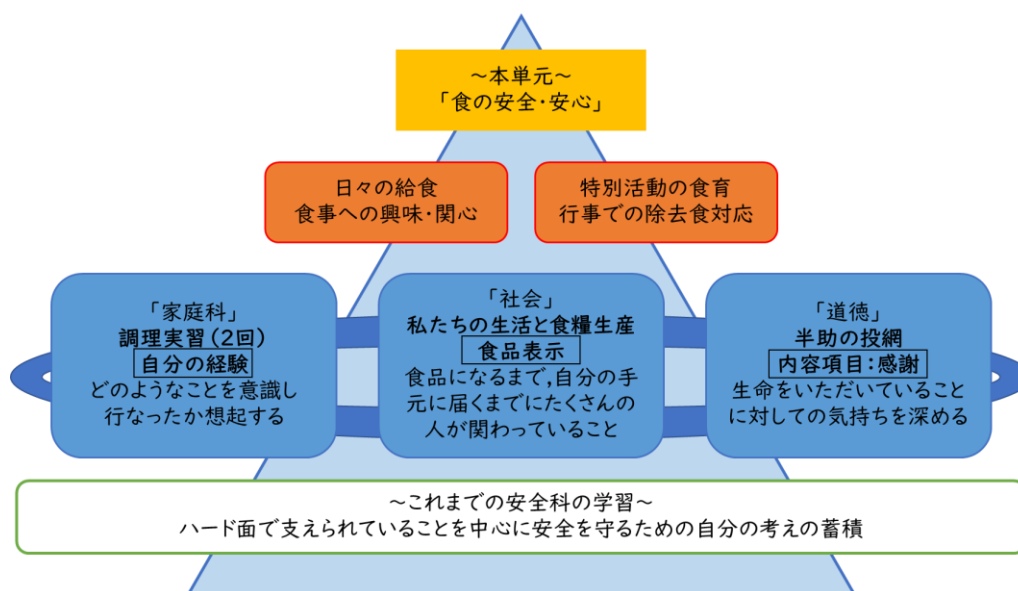 ～本単元～
「食の安全・安心」
日々の給食
食事への興味・関心
特別活動の食育
行事での除去食対応
「家庭科」
調理実習(2回)
自分の経験
どのようなことを意識し
行なったか想起する
「社会」
私たちの生活と食糧生産
食品表示
食品になるまで,自分の手
元に届くまでにたくさんの
人が関わっていること
「道徳」
半助の投網
内容項目:感謝
生命をいただいていること
に対しての気持ちを深める
～これまでの安全科の学習～
ハード面で支えられていることを中心に安全を守るための自分の考えの蓄積